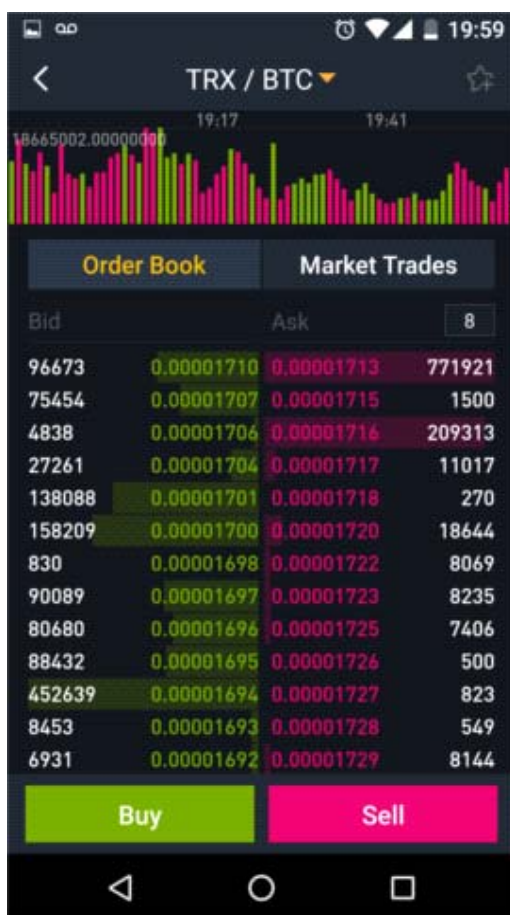 19:59
TRX / BTC
19:17 19:41
18665002.00000000
Order Book Market Trades
Bid Ask 8
96673 0.00001710 0.00001713 771921
75454 0.00001707 0.00001715 1500
4838 0.00001706 0.00001716 209313
27261 0.00001704 0.00001717 11017
138088 0.00001701 0.00001718 270
158209 0.00001700 0.00001720 18644
830 0.00001698 0.00001722 8069
90089 0.00001697 0.00001723 8235
80680 0.00001696 0.00001725 7406
88432 0.00001695 0.00001726 500
452639 0.00001694 0.00001727 823
8453 0.00001693 0.00001728 549
6931 0.00001692 0.00001729 8144
Buy Sell